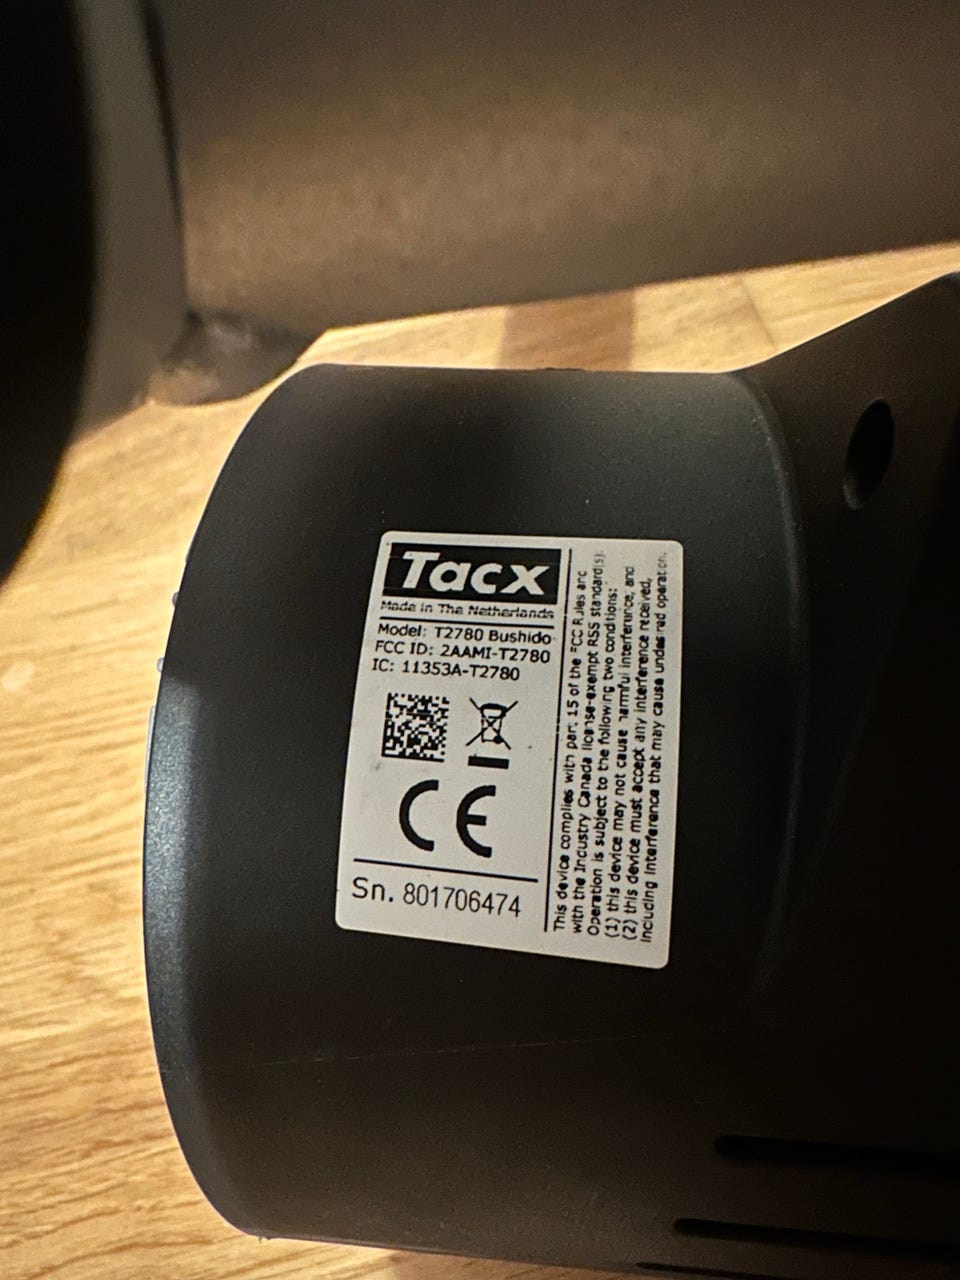 Tacx
Made in The Netherlands
Model: T2780 Bushido
FCC ID: 2AAMI-T2780
IC: 11353A-T2780
CE
Sn. 801706474
This device complies with part 15 of the FCC Rules and
with the Industry Canada license-exempt RSS standard(s).
Operation is subject to the following two conditions:
(1) this device may not cause harmful interference, and
(2) this device must accept any interference received,
including interference that may cause undesired operation.